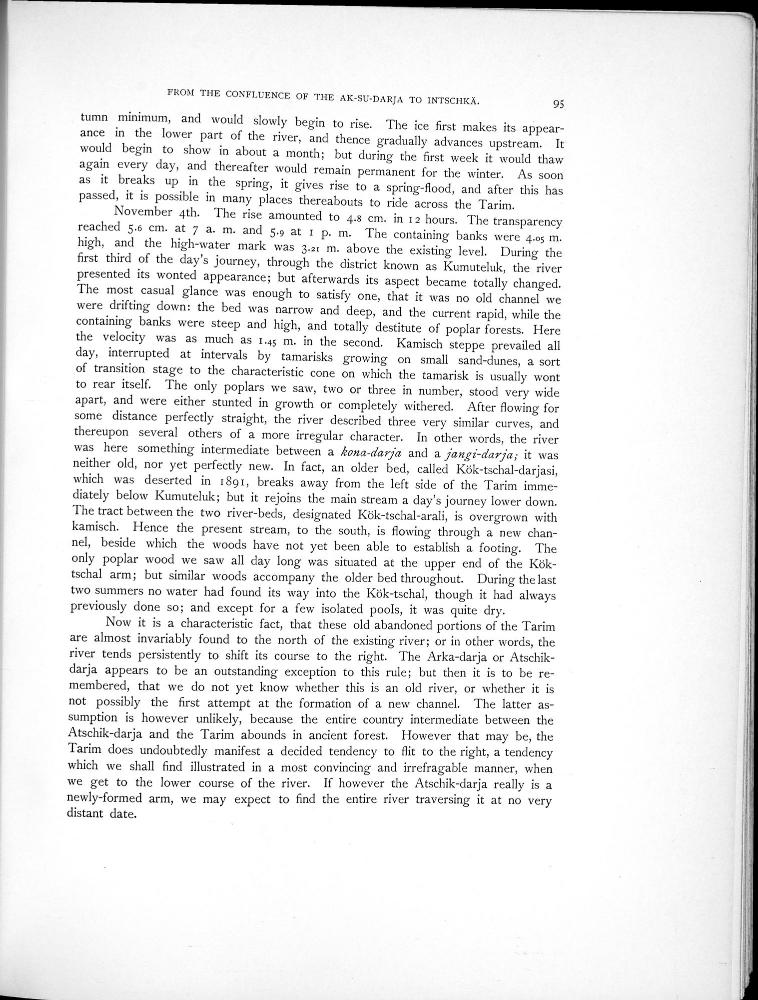 FROM THE CONFLUENCE OF THE AK-SU-DARJA TO INTSCHKÄ. 95
tumn minimum, and would slowly begin to rise. The ice first makes its appear-
ance in the lower part of the river, and thence gradually advances upstream. It
would begin to show in about a month; but during the first week it would thaw
again every day, and thereafter would remain permanent for the winter. As soon
as it breaks up in the spring, it gives rise to a spring-flood, and after this has
passed, it is possible in many places thereabouts to ride across the Tarim.
November 4th. The rise amounted to 4.8 cm. in 12 hours. The transparency
reached 5.6 cm. at 7 a. m. and 5.9 at 1 p. m. The containing banks were 4.05 m.
high, and the high-water mark was 3.21 m. above the existing level. During the
first third of the day's journey, through the district known as Kumuteluk, the river
presented its wonted appearance; but afterwards its aspect became totally changed.
The most casual glance was enough to satisfy one, that it was no old channel we
were drifting down: the bed was narrow and deep, and the current rapid, while the
containing banks were steep and high, and totally destitute of poplar forests. Here
the velocity was as much as 1.45 m. in the second. Kamisch steppe prevailed all
day, interrupted at intervals by tamarisks growing on small sand-dunes, a sort
of transition stage to the characteristic cone on which the tamarisk is usually wont
to rear itself. The only poplars we saw, two or three in number, stood very wide
apart, and were either stunted in growth or completely withered. After flowing for
some distance perfectly straight, the river described three very similar curves, and
thereupon several others of a more irregular character. In other words, the river
was here something intermediate between a kona-darja and a jangi-darja; it was
neither old, nor yet perfectly new. In fact, an older bed, called Kök-tschal-darjasi,
which was deserted in 1891, breaks away from the left side of the Tarim imme-
diately below Kumuteluk; but it rejoins the main stream a day's journey lower down.
The tract between the two river-beds, designated Kök-tschal-arali, is overgrown with
kamisch. Hence the present stream, to the south, is flowing through a new chan-
nel, beside which the woods have not yet been able to establish a footing. The
only poplar wood we saw all day long was situated at the upper end of the Kök-
tschal arm; but similar woods accompany the older bed throughout. During the last
two summers no water had found its way into the Kök-tschal, though it had always
previously done so; and except for a few isolated pools, it was quite dry.
Now it is a characteristic fact, that these old abandoned portions of the Tarim
are almost invariably found to the north of the existing river; or in other words, the
river tends persistently to shift its course to the right. The Arka-darja or Atschik-
darja appears to be an outstanding exception to this rule; but then it is to be re-
membered, that we do not yet know whether this is an old river, or whether it is
not possibly the first attempt at the formation of a new channel. The latter as-
sumption is however unlikely, because the entire country intermediate between the
Atschik-darja and the Tarim abounds in ancient forest. However that may be, the
Tarim does undoubtedly manifest a decided tendency to flit to the right, a tendency
which we shall find illustrated in a most convincing and irrefragable manner, when
we get to the lower course of the river. If however the Atschik-darja really is a
newly-formed arm, we may expect to find the entire river traversing it at no very
distant date.